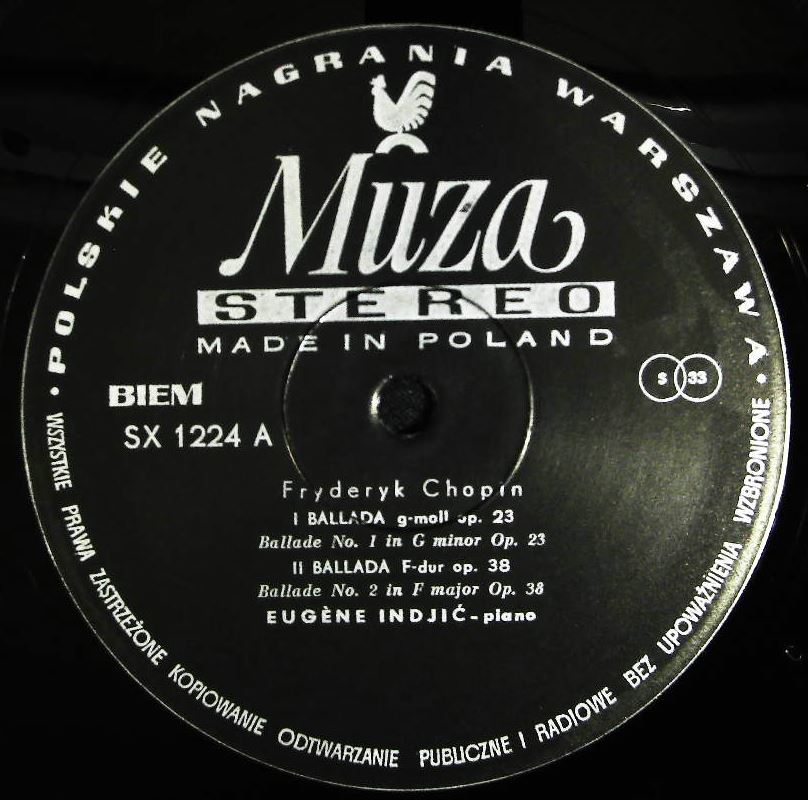 • POLSKIE NAGRANIA WARSZAWA •
Muza
STEREO
MADE IN POLAND
BIEM
S 33
SX 1224 A
Fryderyk Chopin
I BALLADA g-moll op. 23
Ballade No. 1 in G minor Op. 23
II BALLADA F-dur op. 38
Ballade No. 2 in F major Op. 38
EUGÈNE INDJIĆ-piano
WSZYSTKIE PRAWA ZASTRZEŻONE KOPIOWANIE ODTWARZANIE PUBLICZNE I RADIOWE BEZ UPOWAŻNIENIA WZBRONIONE